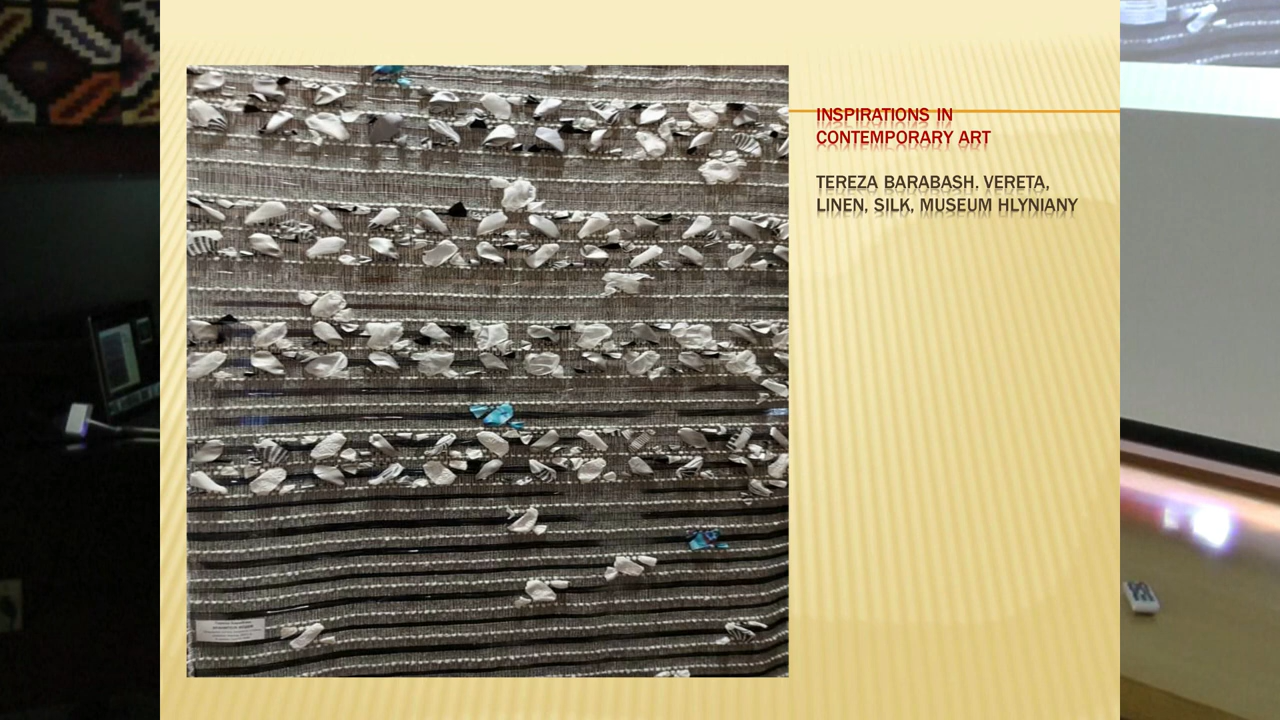 INSPIRATIONS IN
CONTEMPORARY ART
TEREZA BARABASH. VERETA,
LINEN, SILK, MUSEUM HLYNIANY